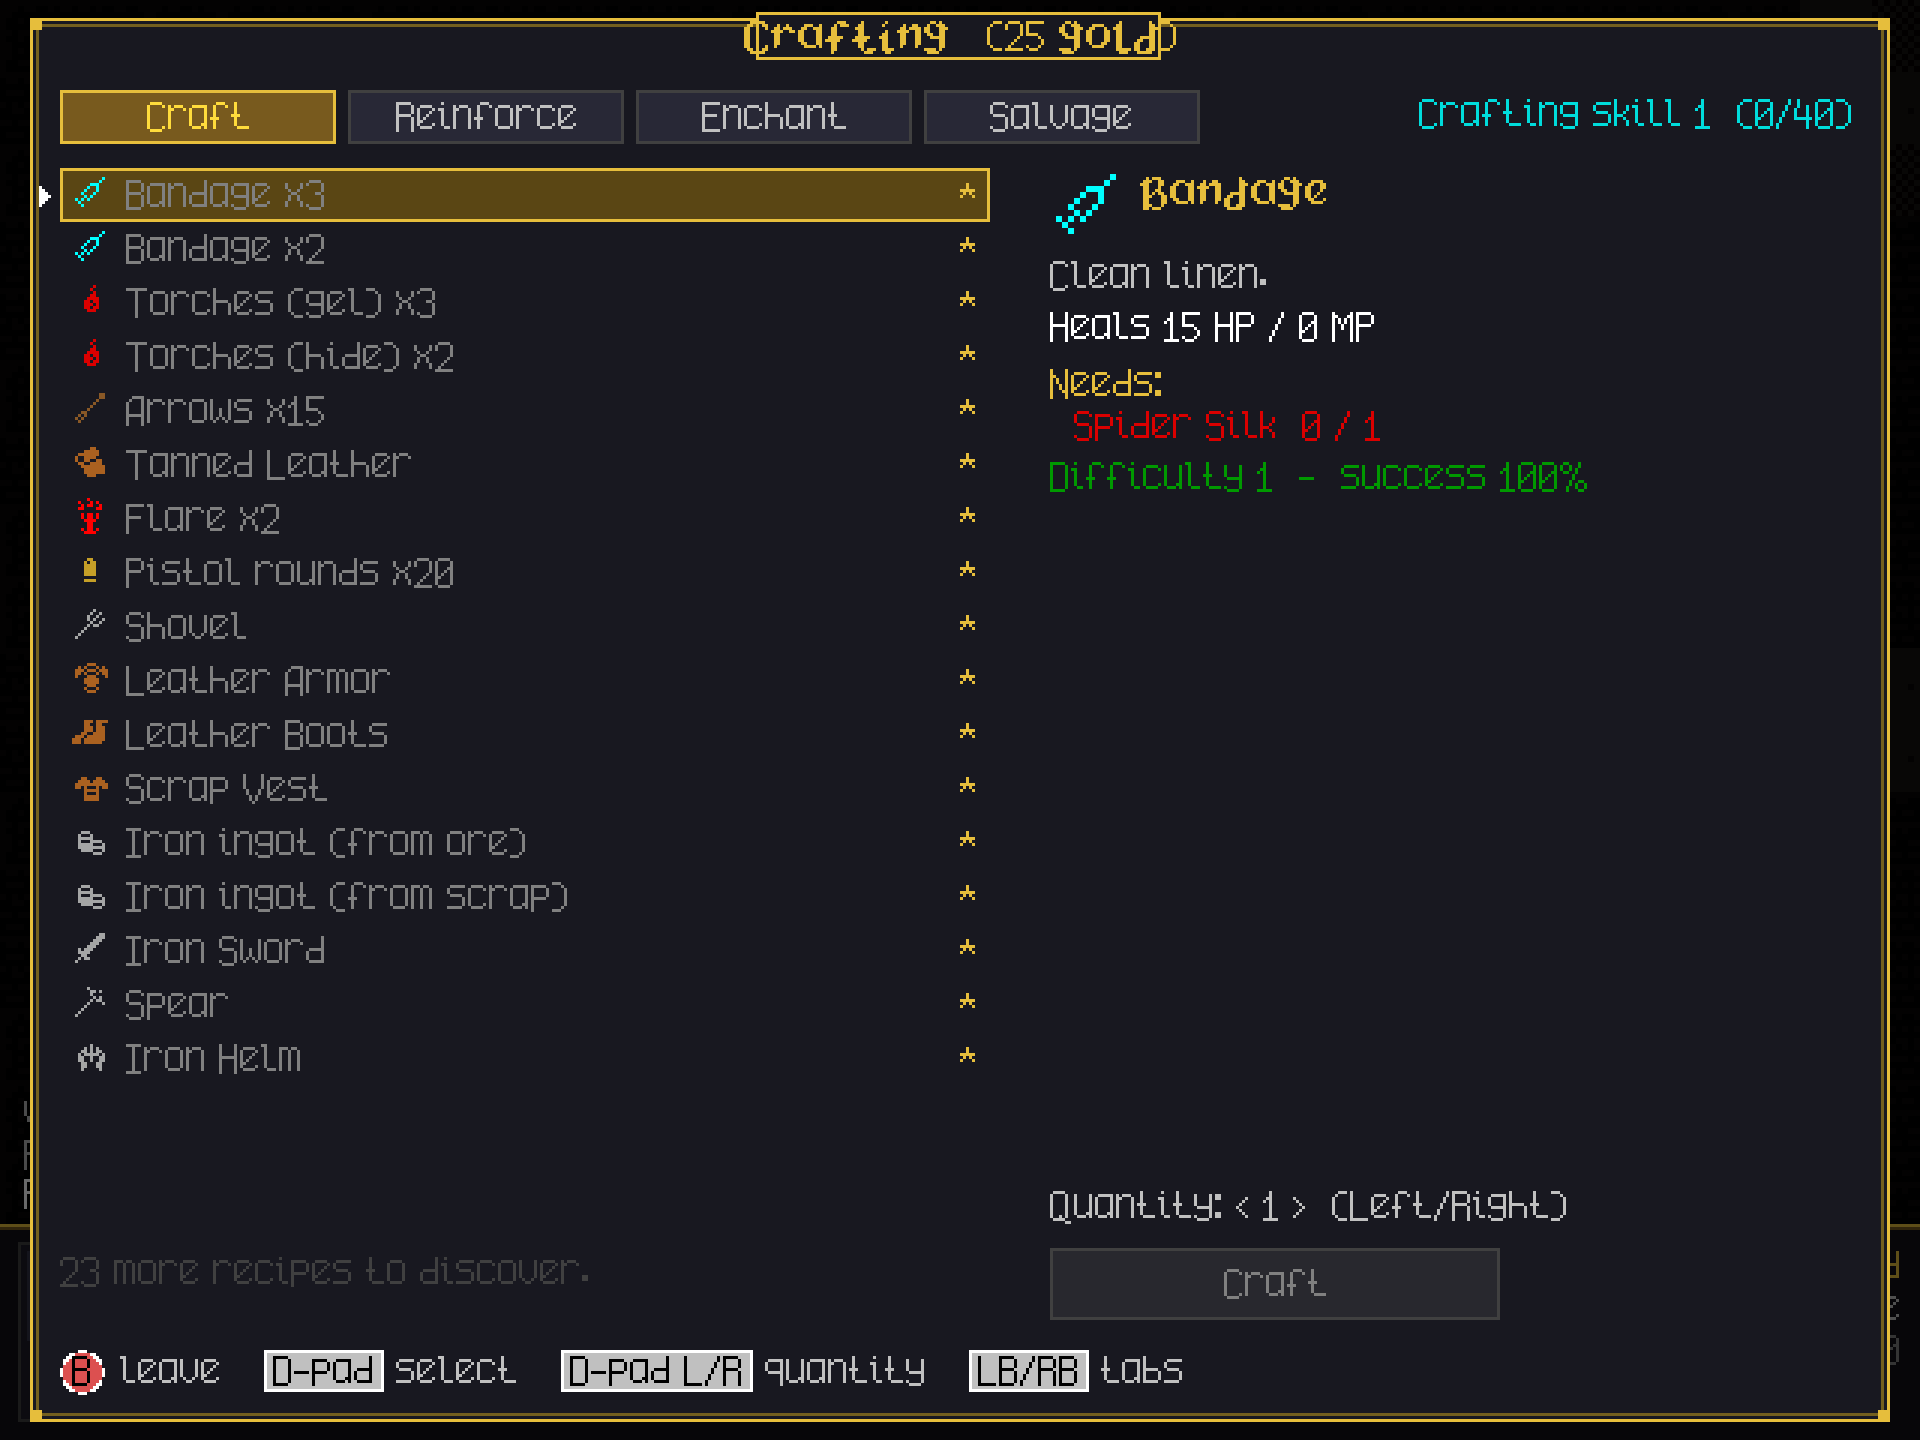 Crafting (25 gold)
Craft Reinforce Enchant Salvage Crafting skill 1 (0/40)
Bandage x3 *
Bandage x2 *
Torches (gel) x3 *
Torches (hide) x2 *
Arrows x15 *
Tanned Leather *
Flare x2 *
Pistol rounds x20 *
Shovel *
Leather Armor *
Leather Boots *
Scrap Vest *
Iron ingot (from ore) *
Iron ingot (from scrap) *
Iron Sword *
Spear *
Iron Helm *
23 more recipes to discover.
Bandage
Clean linen.
Heals 15 HP / 0 MP
Needs:
Spider Silk 0 / 1
Difficulty 1 - success 100%
Quantity: < 1 > (Left/Right)
Craft
B leave D-pad select D-pad L/R quantity LB/RB tabs